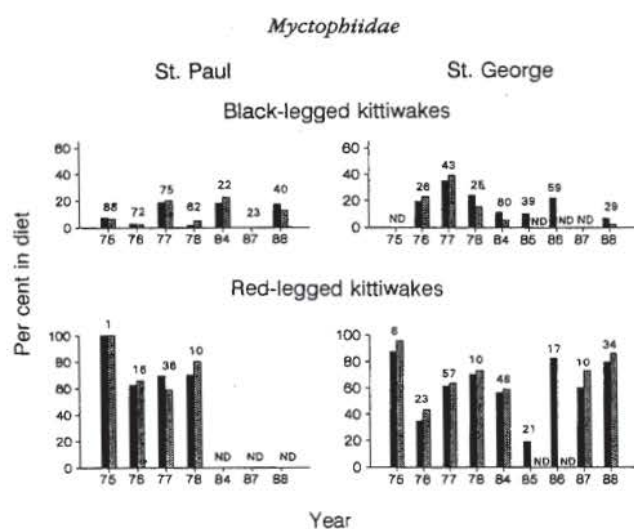 Myctophiidae
St. Paul St. George
Black-legged kittiwakes
60 60
40 40
20 20
0 0
88 72 75 62 22 23 40
ND 26 43 25 80 39 ND 59 ND ND 29
75 76 77 78 84 87 88
75 76 77 78 84 85 86 87 88
Per cent in diet
Red-legged kittiwakes
100 100
80 80
60 60
40 40
20 20
0 0
1 16 36 10 ND ND ND
6 23 57 10 46 21 ND 17 ND 10 34
75 76 77 78 84 87 88
75 76 77 78 84 85 86 87 88
Year